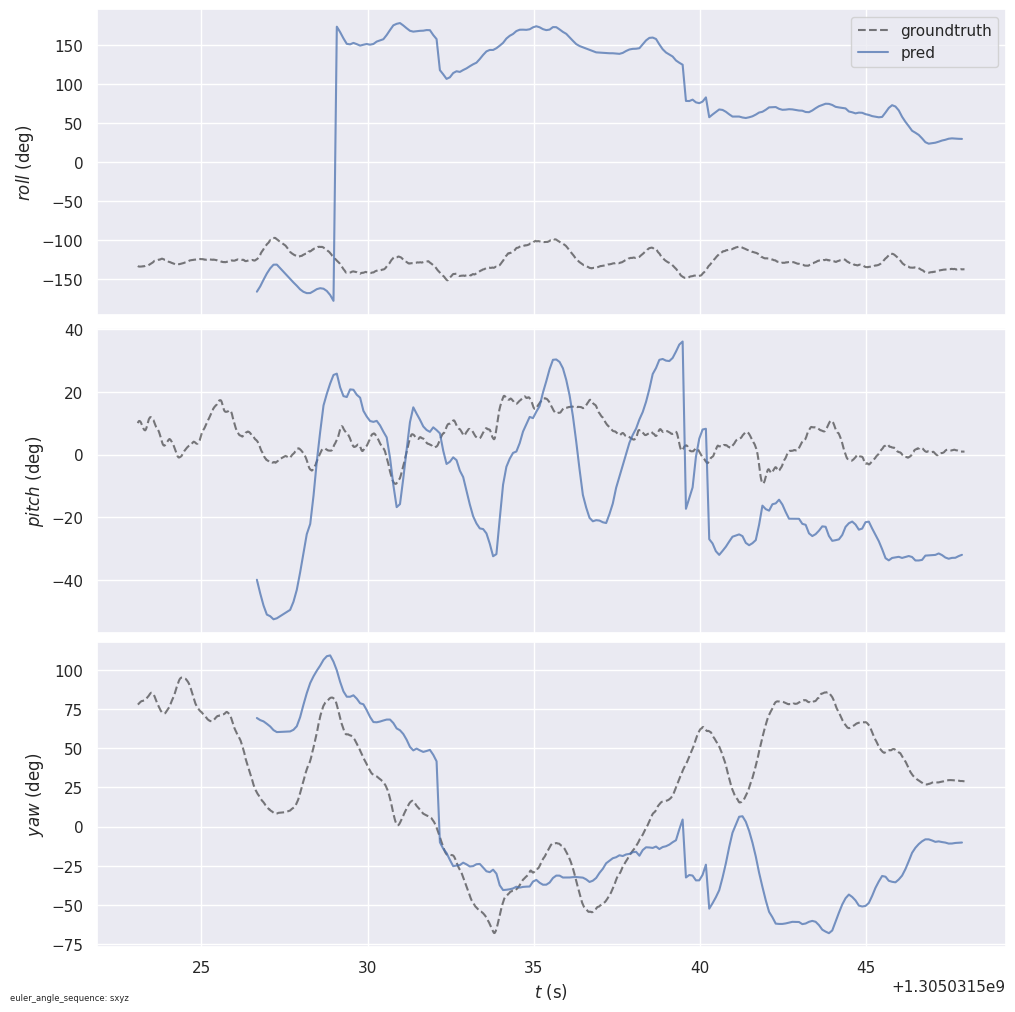 groundtruth
pred
roll (deg)
150
100
50
0
−50
−100
−150
pitch (deg)
40
20
0
−20
−40
yaw (deg)
100
75
50
25
0
−25
−50
−75
25 30 35 40 45
t (s)
+1.3050315e9
euler_angle_sequence: sxyz